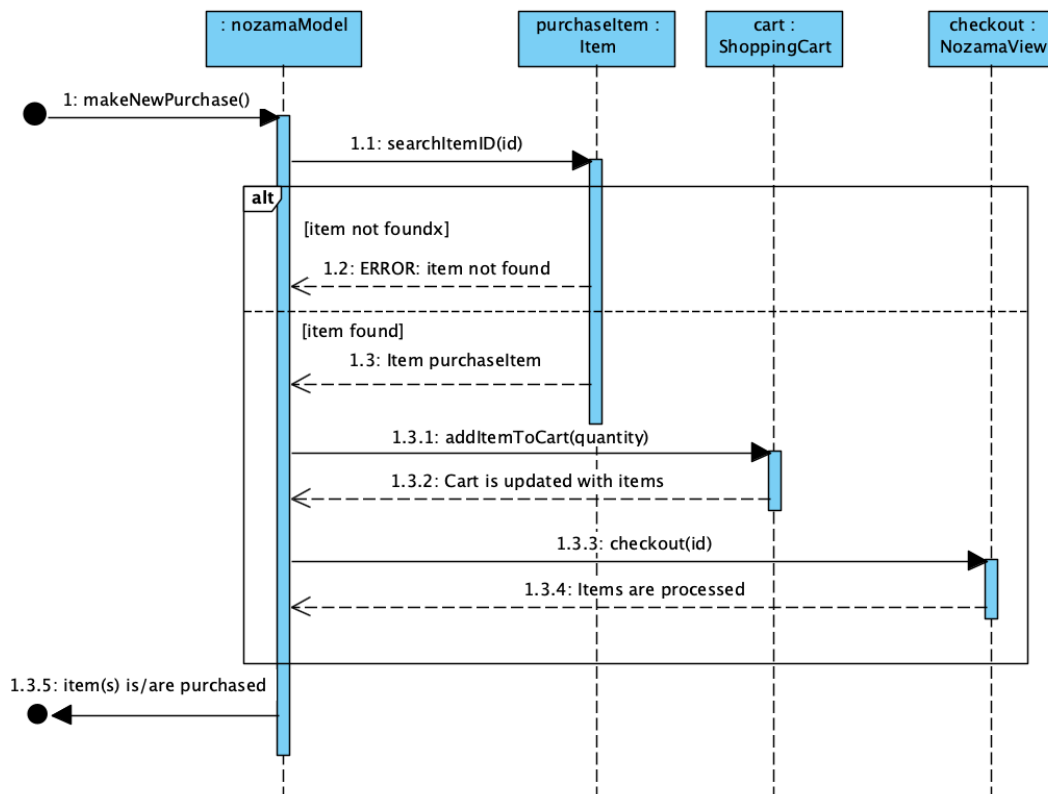 : nozamaModel
purchaseItem :
Item
cart :
ShoppingCart
checkout :
NozamaView
1: makeNewPurchase()
1.1: searchItemID(id)
alt
[item not foundx]
1.2: ERROR: item not found
[item found]
1.3: Item purchaseItem
1.3.1: addItemToCart(quantity)
1.3.2: Cart is updated with items
1.3.3: checkout(id)
1.3.4: Items are processed
1.3.5: item(s) is/are purchased